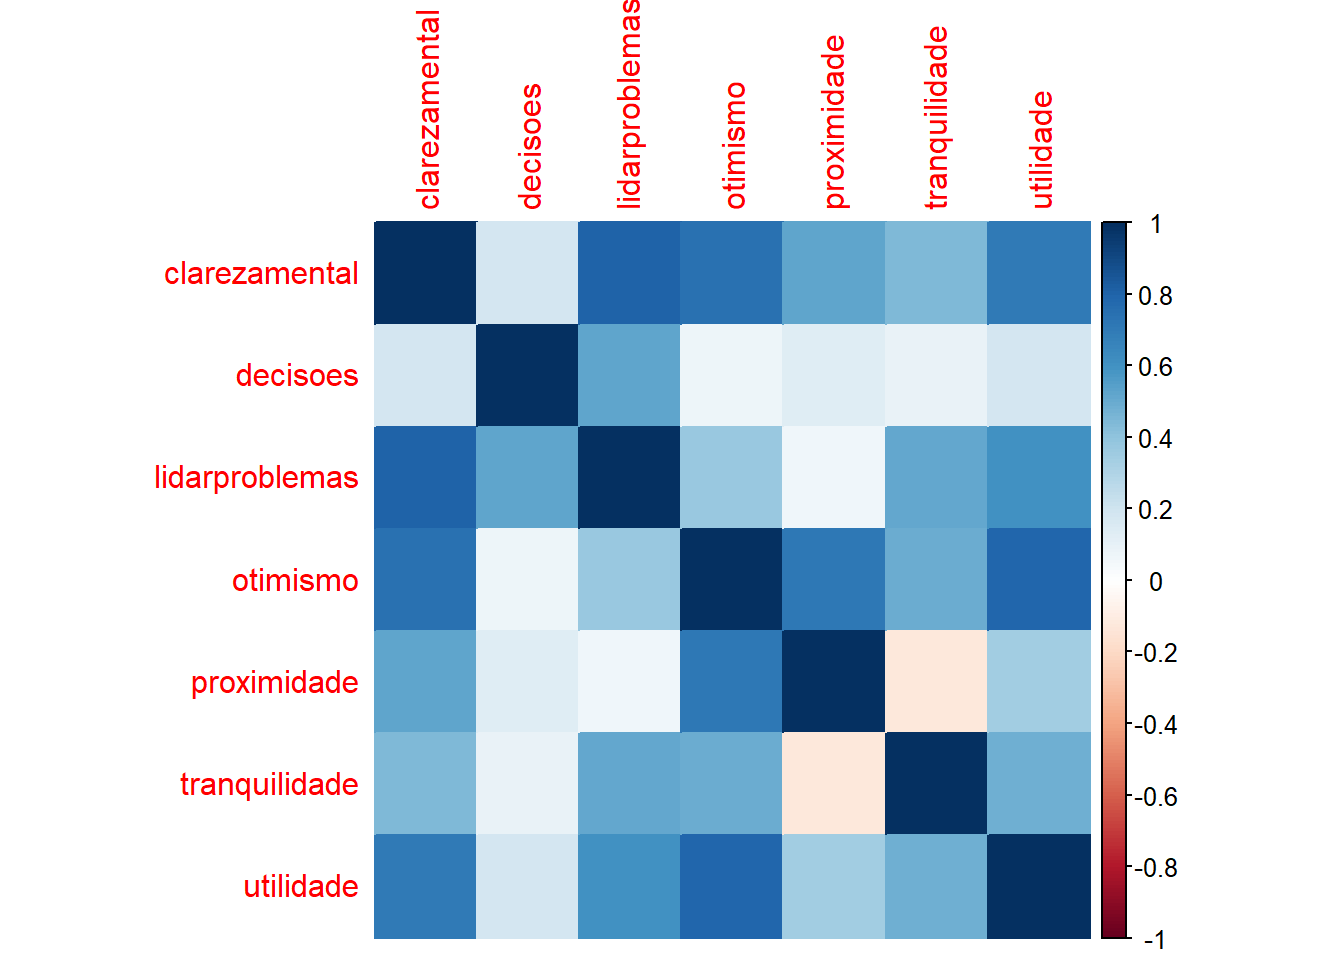 clarezamental
decisoes
lidarproblemas
otimismo
proximidade
tranquilidade
utilidade
clarezamental
decisoes
lidarproblemas
otimismo
proximidade
tranquilidade
utilidade
1
0.8
0.6
0.4
0.2
0
-0.2
-0.4
-0.6
-0.8
-1